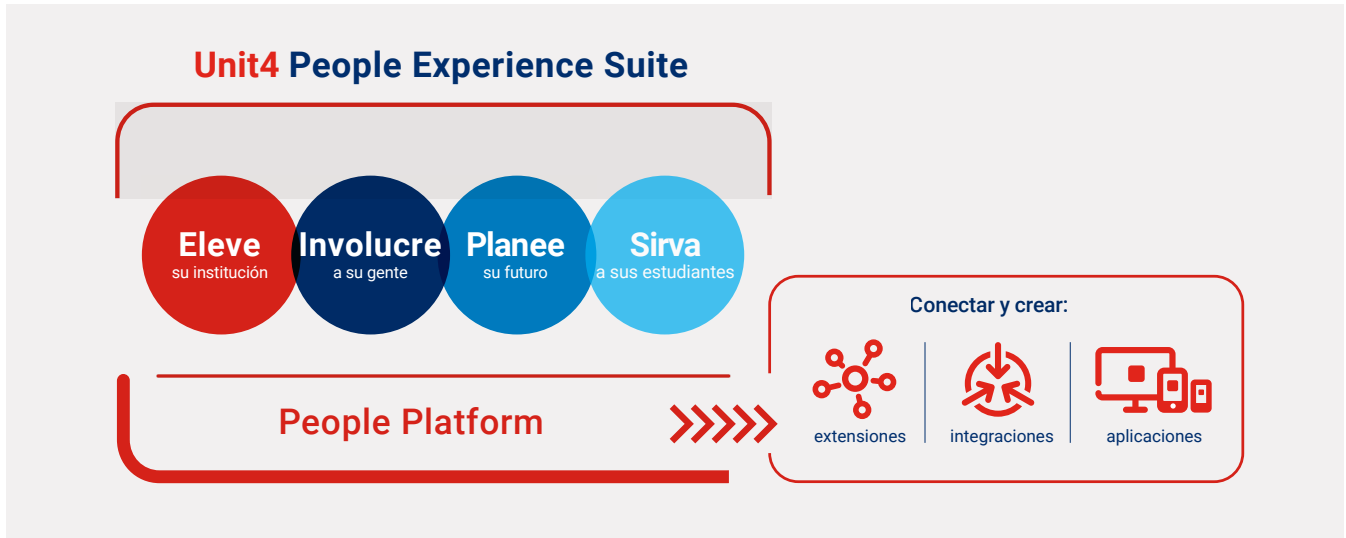 Unit4 People Experience Suite
Eleve
su institución
Involucre
a su gente
Planee
su futuro
Sirva
a sus estudiantes
People Platform
Conectar y crear:
extensiones
integraciones
aplicaciones